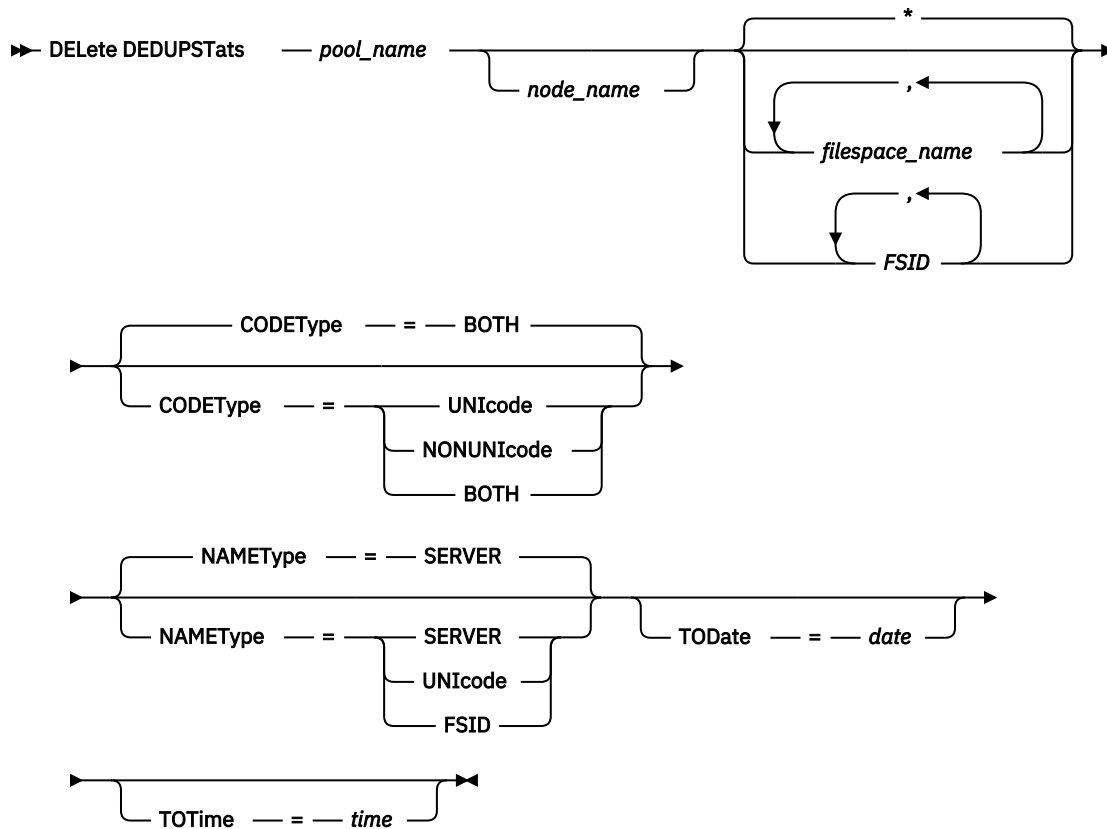 DELete DEDUPSTats pool_name node_name *
,
filespace_name
,
FSID
CODEType = BOTH
CODEType = UNIcode
NONUNIcode
BOTH
NAMEType = SERVER
NAMEType = SERVER
UNIcode
FSID
TODate = date
TOTime = time